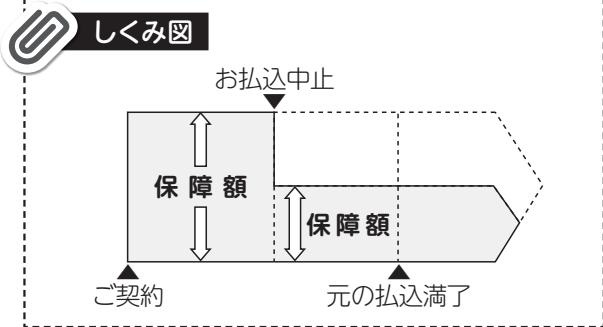 しくみ図
お払込中止
保障額
保障額
ご契約
元の払込満了